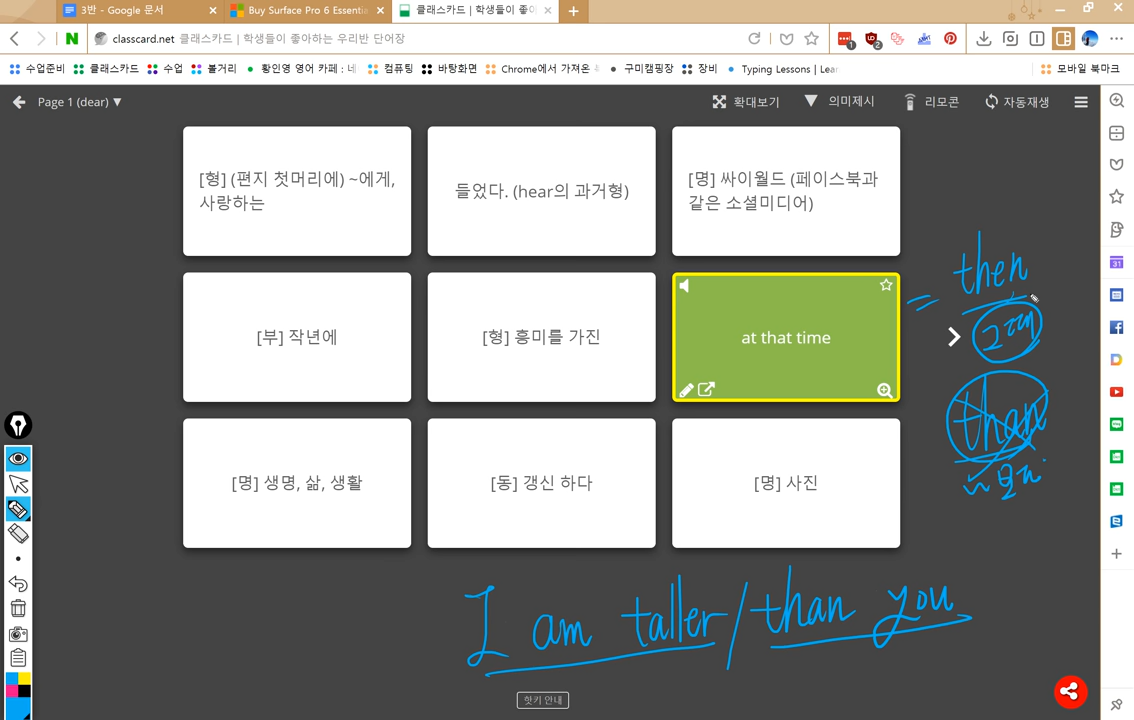 3반 - Google 문서
Buy Surface Pro 6 Essentia
클래스카드 | 학생들이 좋아
N classcard.net 클래스카드 | 학생들이 좋아하는 우리반 단어장
수업준비 클래스카드 수업 볼거리 황인영 영어 카페 : 네 컴퓨팅 바탕화면 Chrome에서 가져온 구미캠핑장 장비 Typing Lessons | Lear 모바일 북마크
Page 1 (dear) ▼ 확대보기 의미제시 리모콘 자동재생
[형] (편지 첫머리에) ~에게,
사랑하는
들었다. (hear의 과거형)
[명] 싸이월드 (페이스북과
같은 소셜미디어)
[부] 작년에
[형] 흥미를 가진
at that time
= then
그때
than
~보다
[명] 생명, 삶, 생활
[동] 갱신 하다
[명] 사진
I am taller / than you
핫키 안내